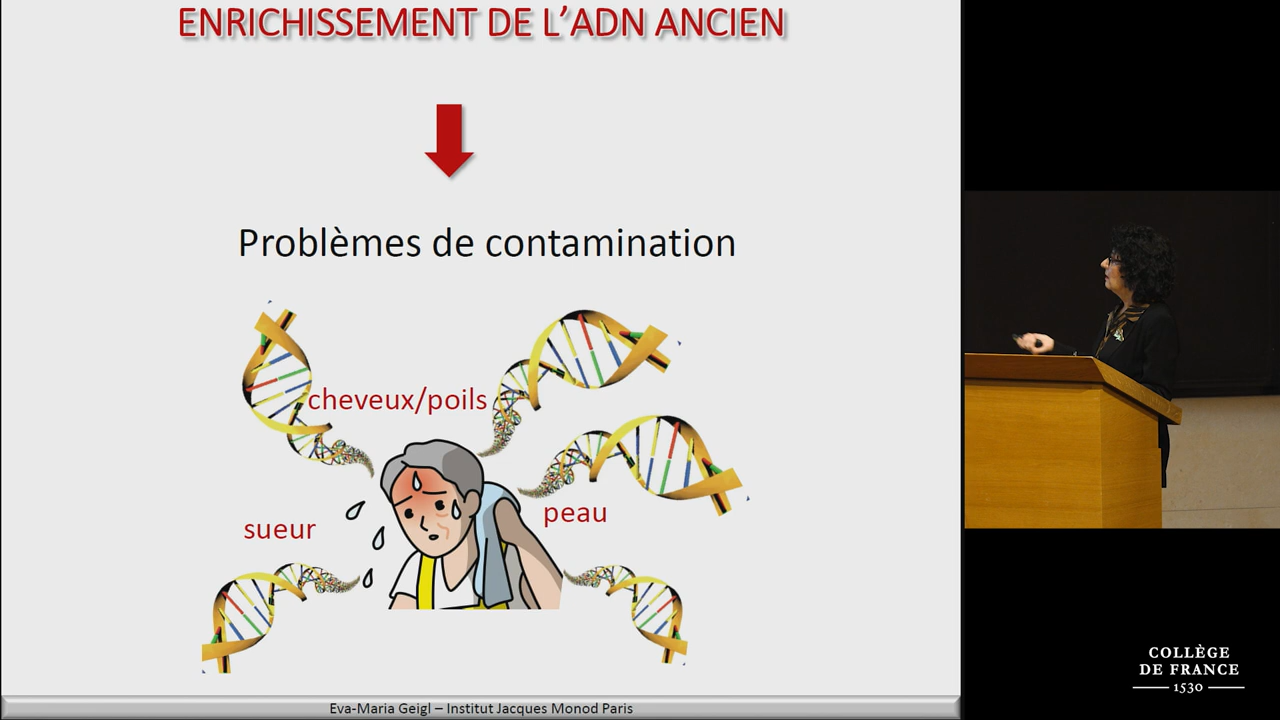 ENRICHISSEMENT DE L'ADN ANCIEN
Problèmes de contamination
cheveux/poils
sueur
peau
Eva-Maria Geigl – Institut Jacques Monod Paris
COLLÈGE
DE FRANCE
1530